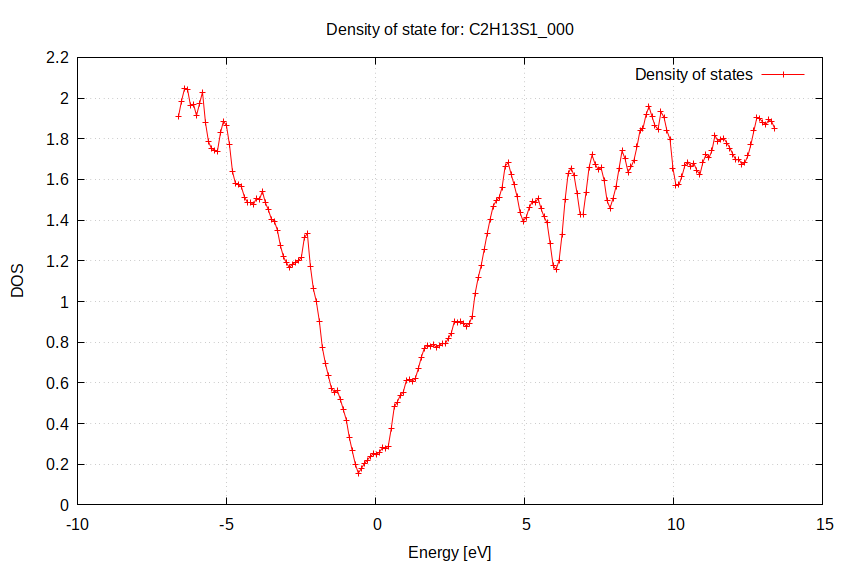 Density of state for: C2H13S1_000
Density of states
2.2
2
1.8
1.6
1.4
1.2
1
0.8
0.6
0.4
0.2
0
DOS
-10 -5 0 5 10 15
Energy [eV]